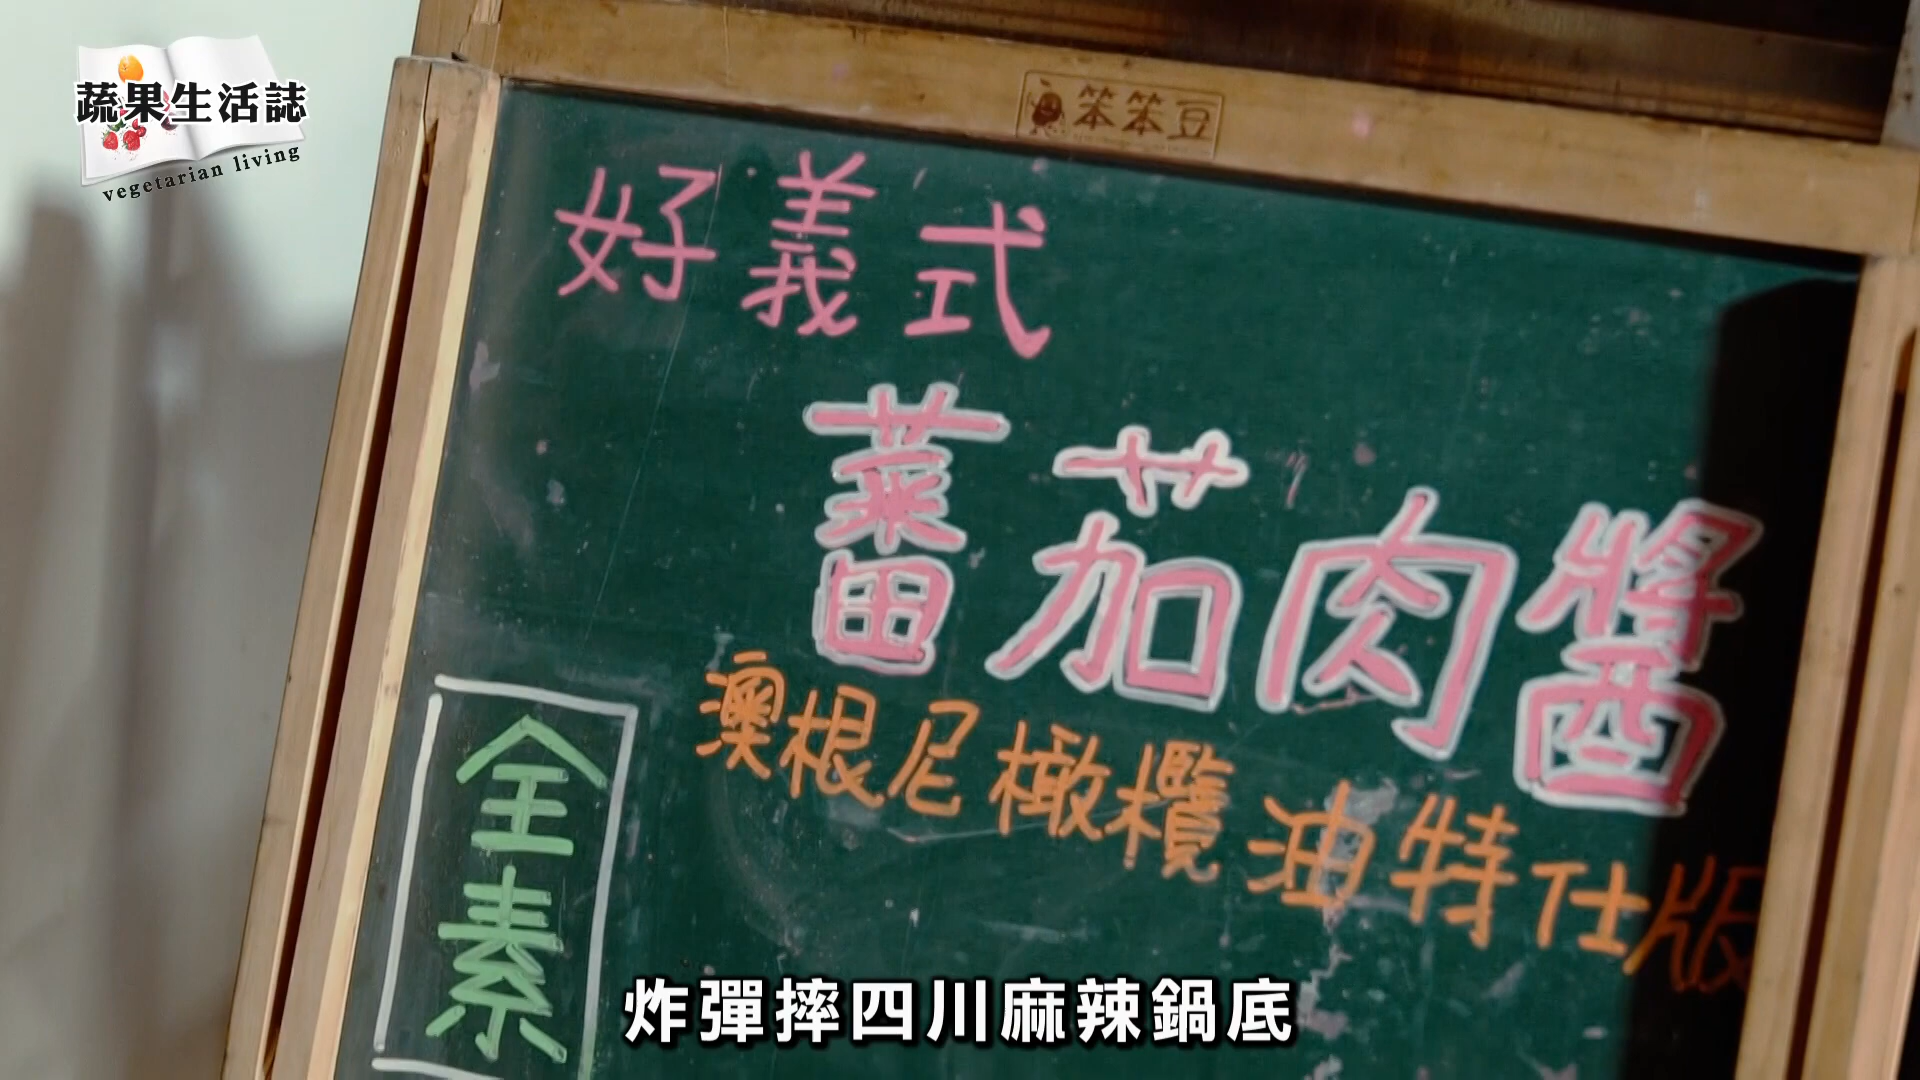 蔬果生活誌
vegetarian living
笨笨豆
好義式
蕃茄肉醬
澳根尼橄欖油特仕版
全素
炸彈摔四川麻辣鍋底